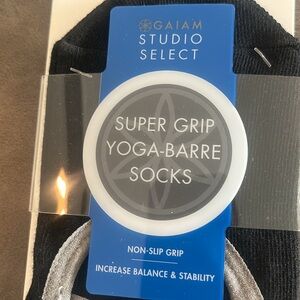 GAIAM
STUDIO
SELECT
SUPER GRIP
YOGA-BARRE
SOCKS
NON-SLIP GRIP
INCREASE BALANCE & STABILITY